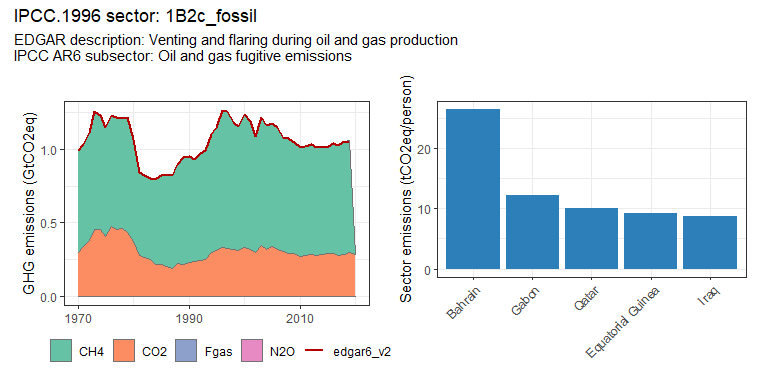 IPCC.1996 sector: 1B2c_fossil
EDGAR description: Venting and flaring during oil and gas production
IPCC AR6 subsector: Oil and gas fugitive emissions
GHG emissions (GtCO2eq)
1.0
0.5
0.0
1970
1990
2010
CH4
CO2
Fgas
N2O
edgar6_v2
Sector emissions (tCO2eq/person)
20
10
0
Bahrain
Gabon
Qatar
Equatorial Guinea
Iraq